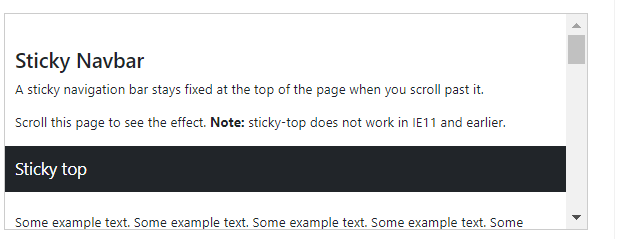 Sticky Navbar
A sticky navigation bar stays fixed at the top of the page when you scroll past it.
Scroll this page to see the effect. Note: sticky-top does not work in IE11 and earlier.
Sticky top
Some example text. Some example text. Some example text. Some example text. Some